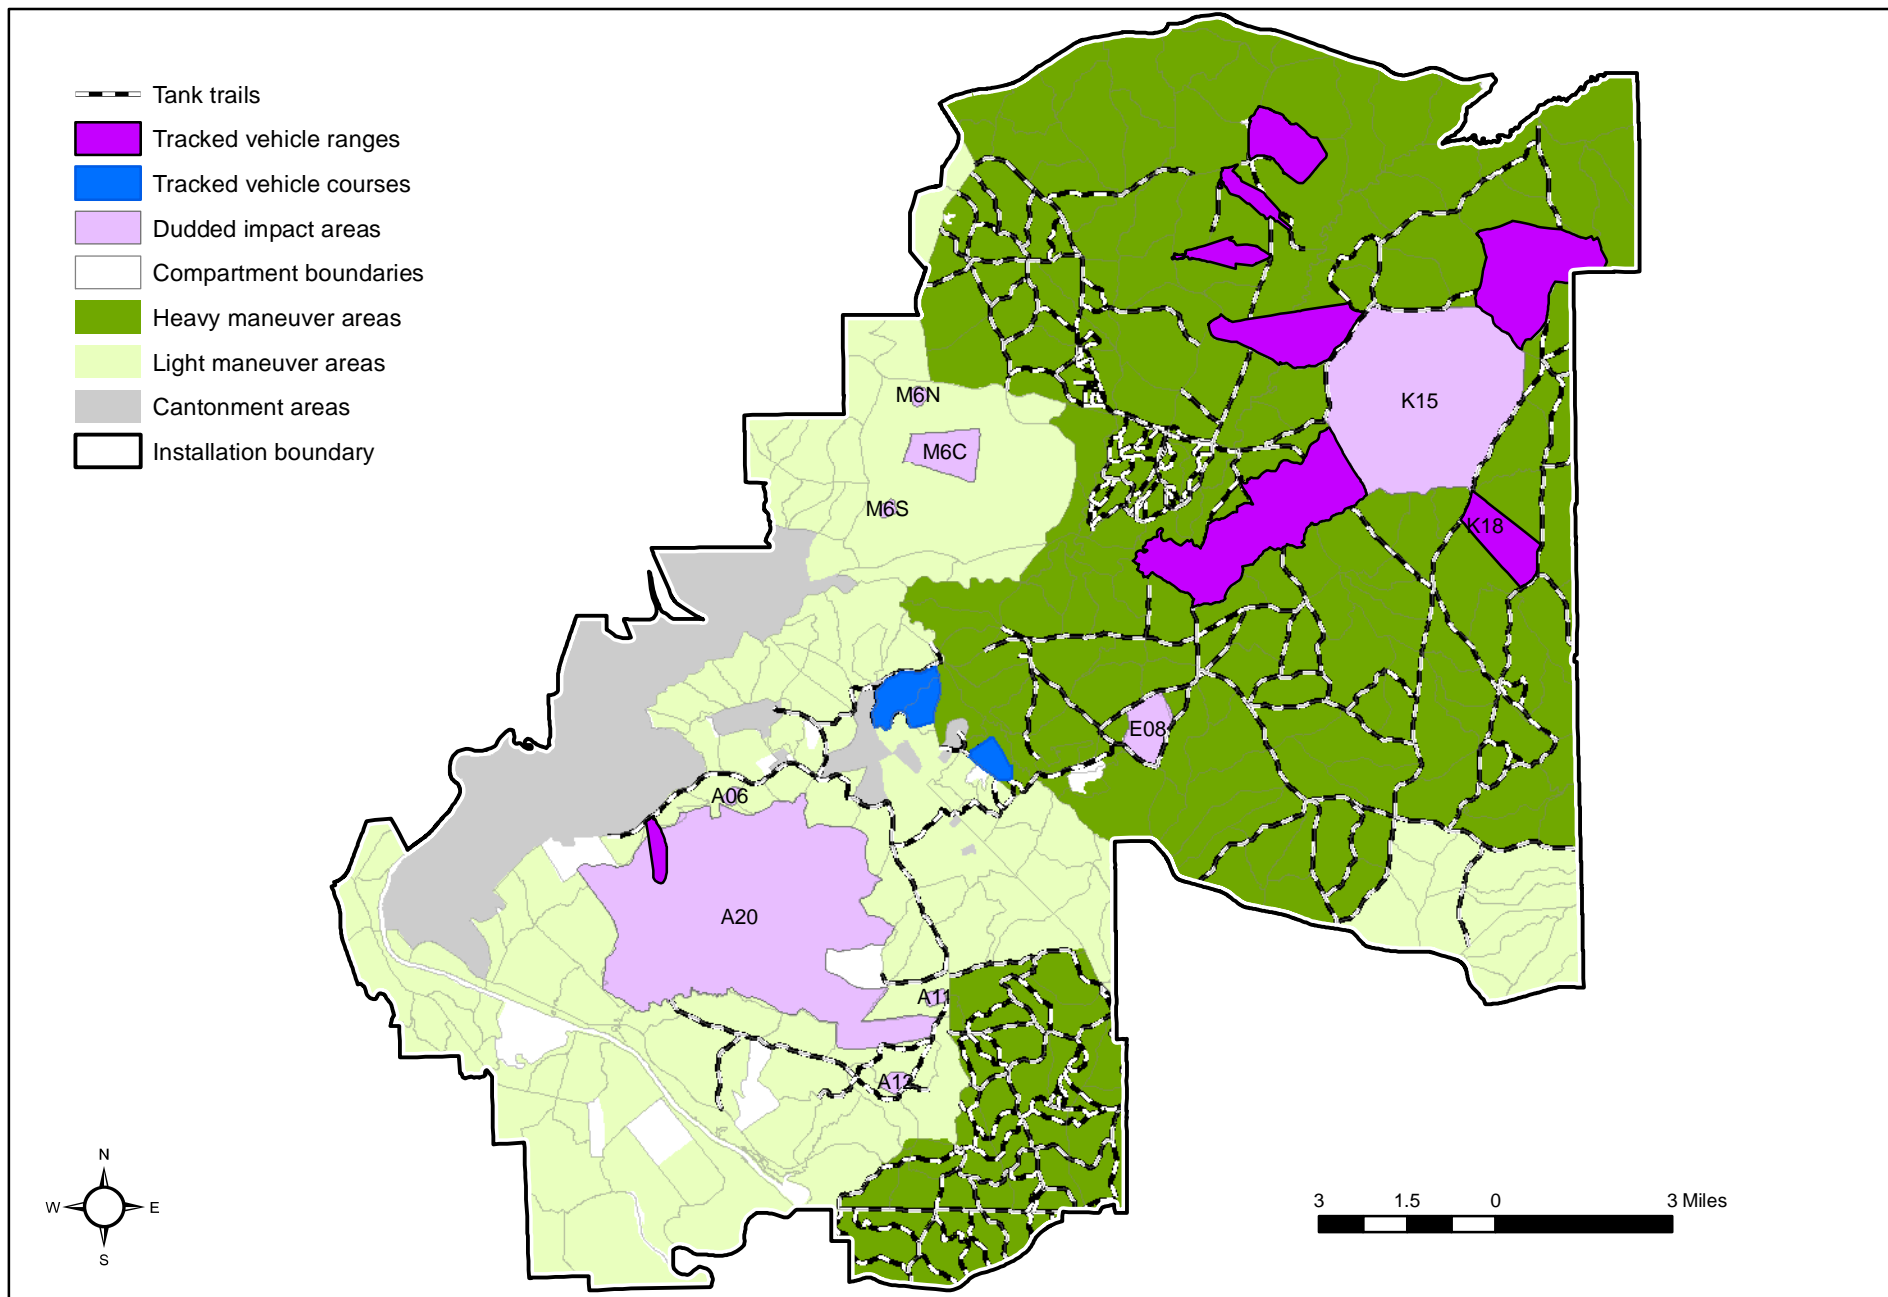 Tank trails
Tracked vehicle ranges
Tracked vehicle courses
Dudded impact areas
Compartment boundaries
Heavy maneuver areas
Light maneuver areas
Cantonment areas
Installation boundary
M6N
K15
M6C
M6S
K18
E08
A06
A20
A11
A12
N
W E
S
3 1.5 0 3 Miles